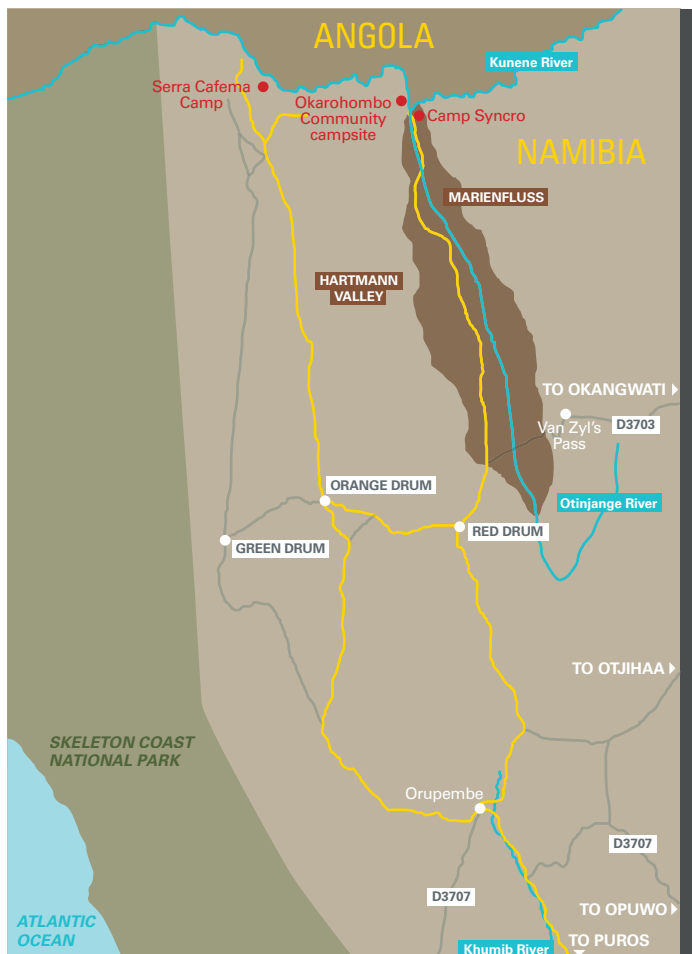 ANGOLA
Kunene River
Serra Cafema
Camp
Okarohombo
Community
campsite
Camp Syncro
NAMIBIA
MARIENFLUSS
HARTMANN
VALLEY
TO OKANGWATI
Van Zyl's
Pass
D3703
ORANGE DRUM
Otinjange River
RED DRUM
GREEN DRUM
TO OTJIHAA
SKELETON COAST
NATIONAL PARK
Orupembe
D3707
D3707
TO OPUWO
ATLANTIC
OCEAN
TO PUROS
Khumib River